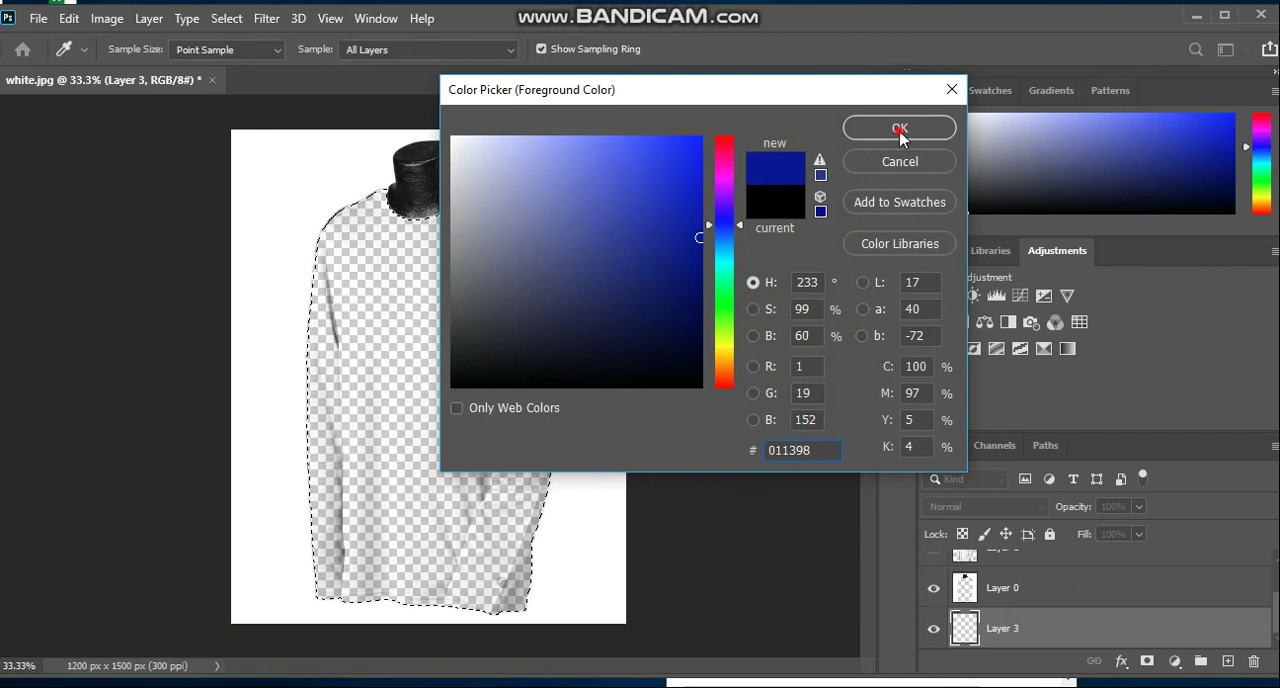 File Edit Image Layer Type Select Filter 3D View Window Help
www.BANDICAM.com
Sample Size: Point Sample Sample: All Layers Show Sampling Ring
white.jpg @ 33.3% (Layer 3, RGB/8#) * ×
Swatches Gradients Patterns
Color Picker (Foreground Color)
new
current
OK
Cancel
Add to Swatches
Color Libraries
H: 233 ° L: 17
S: 99 % a: 40
B: 60 % b: -72
R: 1 C: 100 %
G: 19 M: 97 %
B: 152 Y: 5 %
# 011398 K: 4 %
Only Web Colors
Libraries Adjustments
djustment
Channels Paths
Kind
Normal Opacity: 100%
Lock: Fill: 100%
Layer 0
Layer 3
fx
33.33% 1200 px x 1500 px (300 ppi)